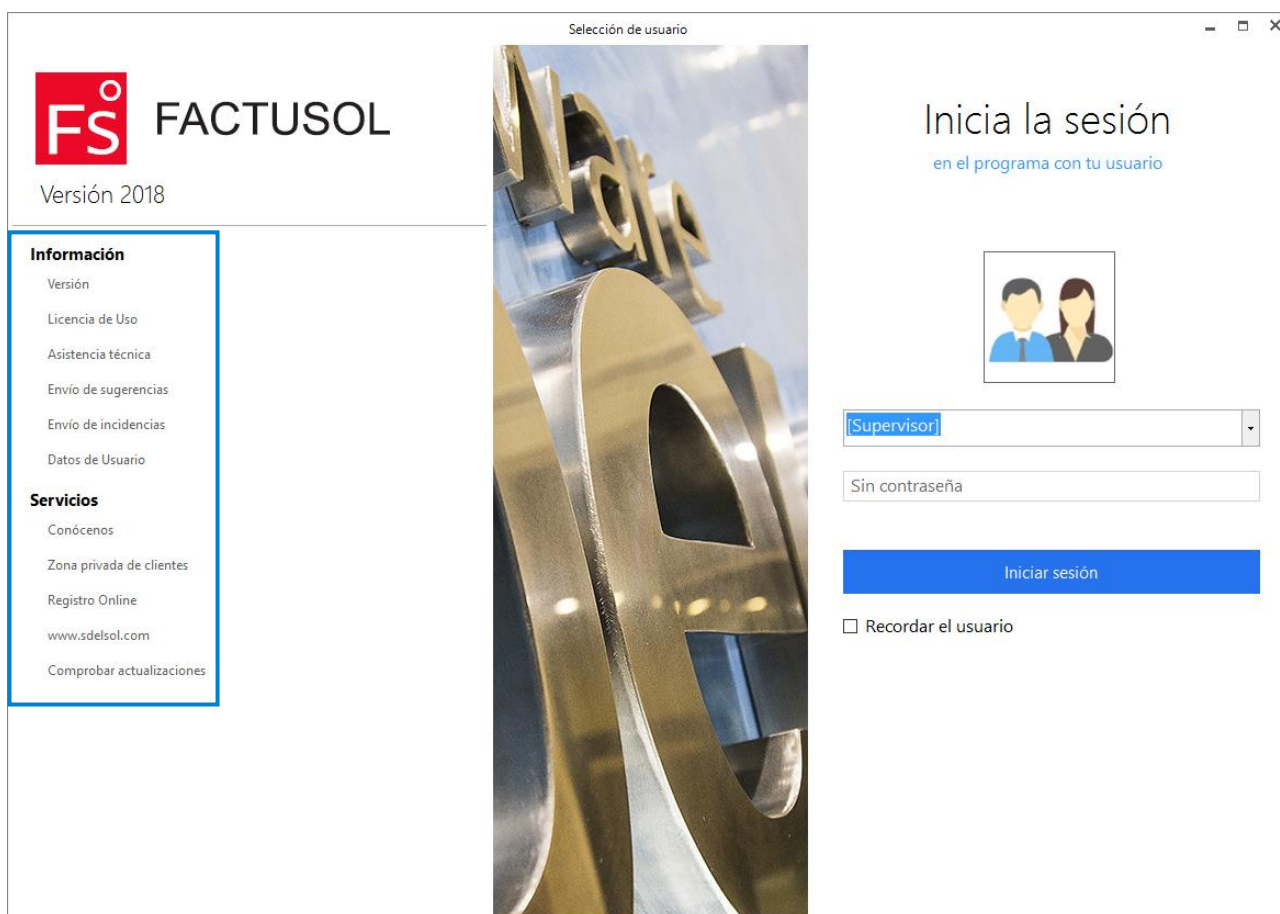 Selección de usuario
FS
FACTUSOL
Versión 2018
Información
Versión
Licencia de Uso
Asistencia técnica
Envío de sugerencias
Envío de incidencias
Datos de Usuario
Servicios
Conócenos
Zona privada de clientes
Registro Online
www.sdelsol.com
Comprobar actualizaciones
Inicia la sesión
en el programa con tu usuario
[Supervisor]
Sin contraseña
Iniciar sesión
Recordar el usuario